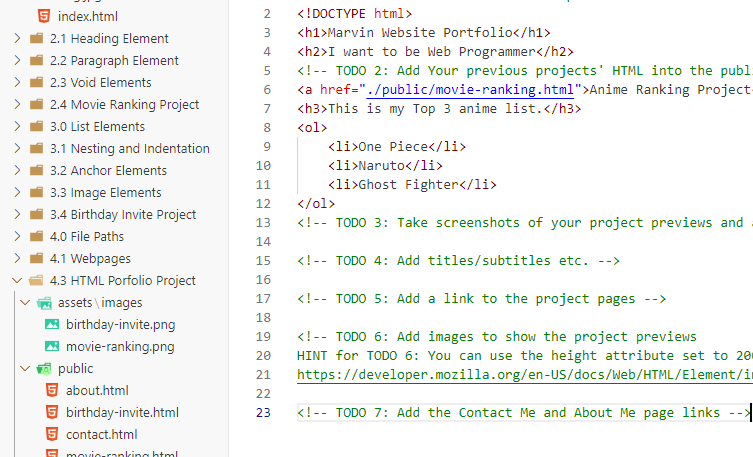 index.html
2.1 Heading Element
2.2 Paragraph Element
2.3 Void Elements
2.4 Movie Ranking Project
3.0 List Elements
3.1 Nesting and Indentation
3.2 Anchor Elements
3.3 Image Elements
3.4 Birthday Invite Project
4.0 File Paths
4.1 Webpages
4.3 HTML Porfolio Project
assets\images
birthday-invite.png
movie-ranking.png
public
about.html
birthday-invite.html
contact.html
movie-ranking.html
2 <!DOCTYPE html>
3 <h1>Marvin Website Portfolio</h1>
4 <h2>I want to be Web Programmer</h2>
5 <!-- TODO 2: Add Your previous projects' HTML into the publ
6 <a href="./public/movie-ranking.html">Anime Ranking Project
7 <h3>This is my Top 3 anime list.</h3>
8 <ol>
9 <li>One Piece</li>
10 <li>Naruto</li>
11 <li>Ghost Fighter</li>
12 </ol>
13 <!-- TODO 3: Take screenshots of your project previews and a
14
15 <!-- TODO 4: Add titles/subtitles etc. -->
16
17 <!-- TODO 5: Add a link to the project pages -->
18
19 <!-- TODO 6: Add images to show the project previews
20 HINT for TODO 6: You can use the height attribute set to 200
21 https://developer.mozilla.org/en-US/docs/Web/HTML/Element/i
22
23 <!-- TODO 7: Add the Contact Me and About Me page links -->